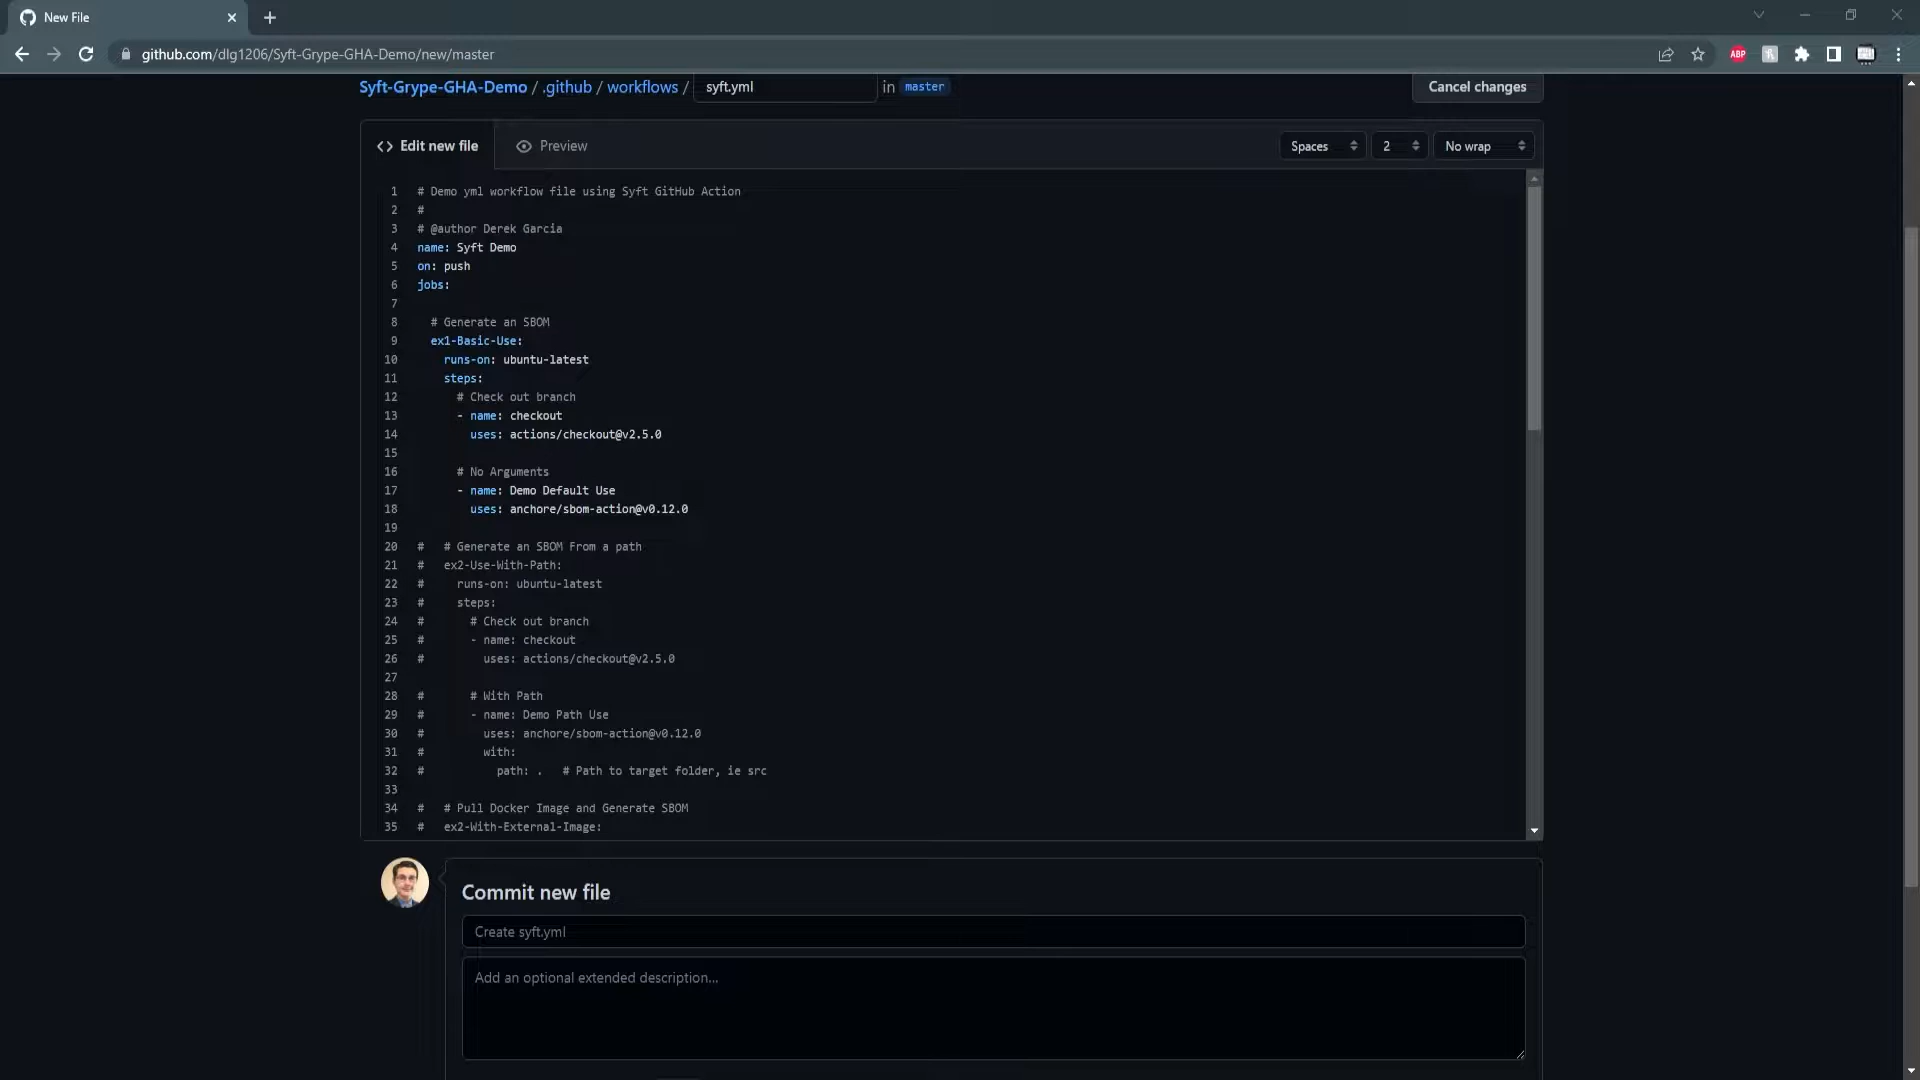 New File
github.com/dlg1206/Syft-Grype-GHA-Demo/new/master
ABP
Syft-Grype-GHA-Demo / .github / workflows / syft.yml in master
Cancel changes
<> Edit new file
Preview
Spaces
2
No wrap
1 # Demo yml workflow file using Syft GitHub Action
2 #
3 # @author Derek Garcia
4 name: Syft Demo
5 on: push
6 jobs:
7
8 # Generate an SBOM
9 ex1-Basic-Use:
10 runs-on: ubuntu-latest
11 steps:
12 # Check out branch
13 - name: checkout
14 uses: actions/checkout@v2.5.0
15
16 # No Arguments
17 - name: Demo Default Use
18 uses: anchore/sbom-action@v0.12.0
19
20 # # Generate an SBOM From a path
21 # ex2-Use-With-Path:
22 # runs-on: ubuntu-latest
23 # steps:
24 # # Check out branch
25 # - name: checkout
26 # uses: actions/checkout@v2.5.0
27
28 # # With Path
29 # - name: Demo Path Use
30 # uses: anchore/sbom-action@v0.12.0
31 # with:
32 # path: . # Path to target folder, ie src
33
34 # # Pull Docker Image and Generate SBOM
35 # ex2-With-External-Image:
Commit new file
Create syft.yml
Add an optional extended description...